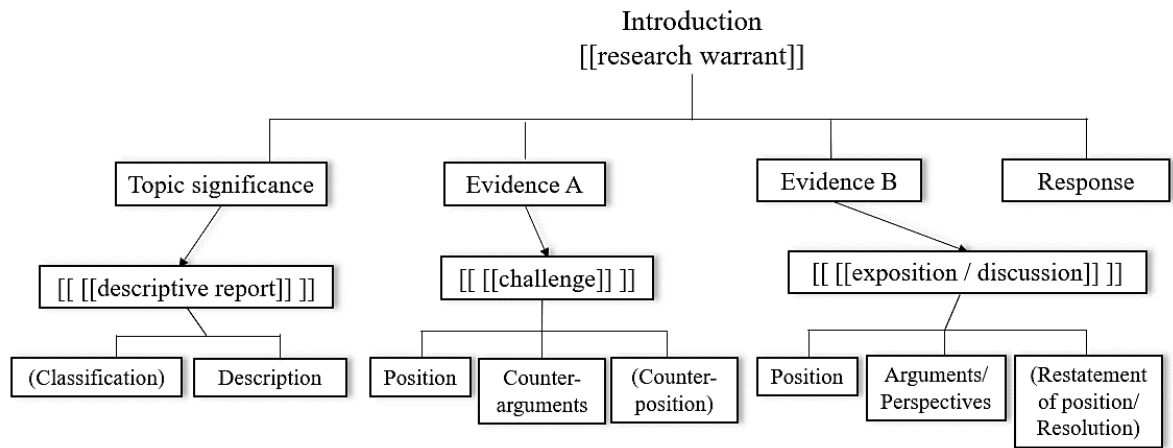 Introduction
[[research warrant]]
Topic significance
Evidence A
Evidence B
Response
[[ [[descriptive report]] ]]
[[ [[challenge]] ]]
[[ [[exposition / discussion]] ]]
(Classification)
Description
Position
Counter-
arguments
(Counter-
position)
Position
Arguments/
Perspectives
(Restatement
of position/
Resolution)